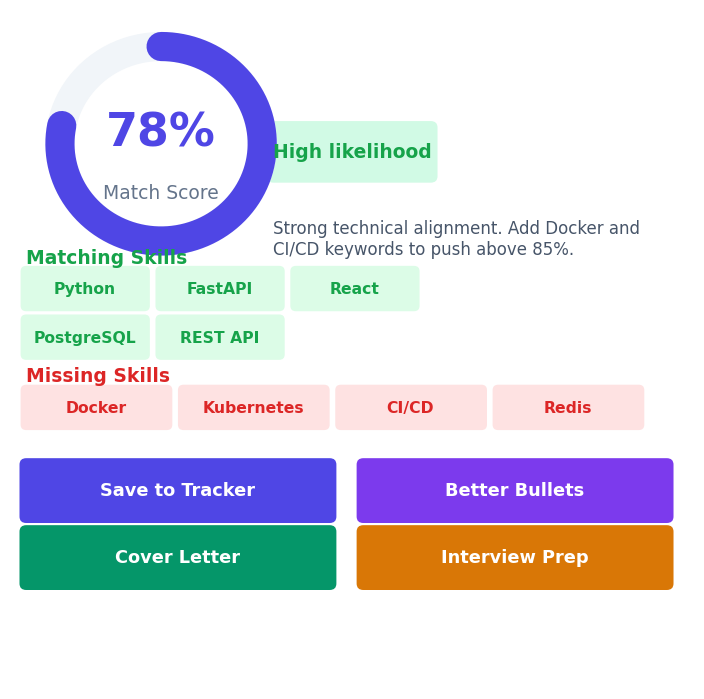 78%
Match Score
High likelihood
Strong technical alignment. Add Docker and
CI/CD keywords to push above 85%.
Matching Skills
Python FastAPI React
PostgreSQL REST API
Missing Skills
Docker Kubernetes CI/CD Redis
Save to Tracker Better Bullets
Cover Letter Interview Prep